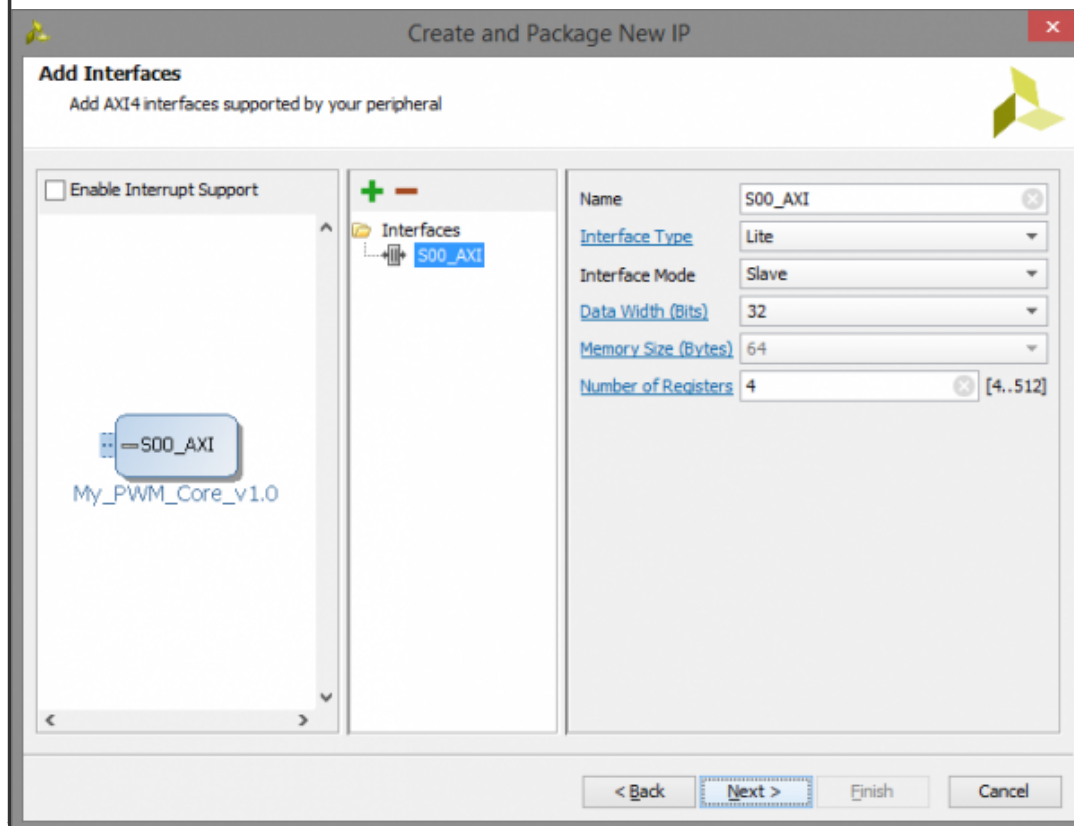 Create and Package New IP
Add Interfaces
Add AXI4 interfaces supported by your peripheral
Enable Interrupt Support
S00_AXI
My_PWM_Core_v1.0
Interfaces
S00_AXI
Name S00_AXI
Interface Type Lite
Interface Mode Slave
Data Width (Bits) 32
Memory Size (Bytes) 64
Number of Registers 4 [4..512]
< Back Next > Finish Cancel